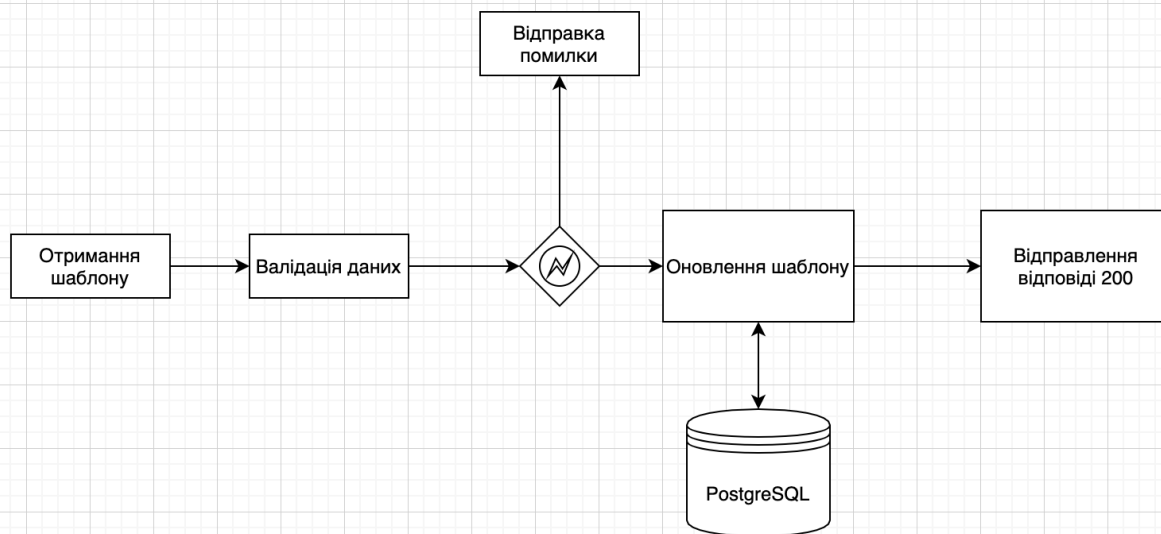 Відправка
помилки
Отримання
шаблону
Валідація даних
Оновлення шаблону
Відправлення
відповіді 200
PostgreSQL